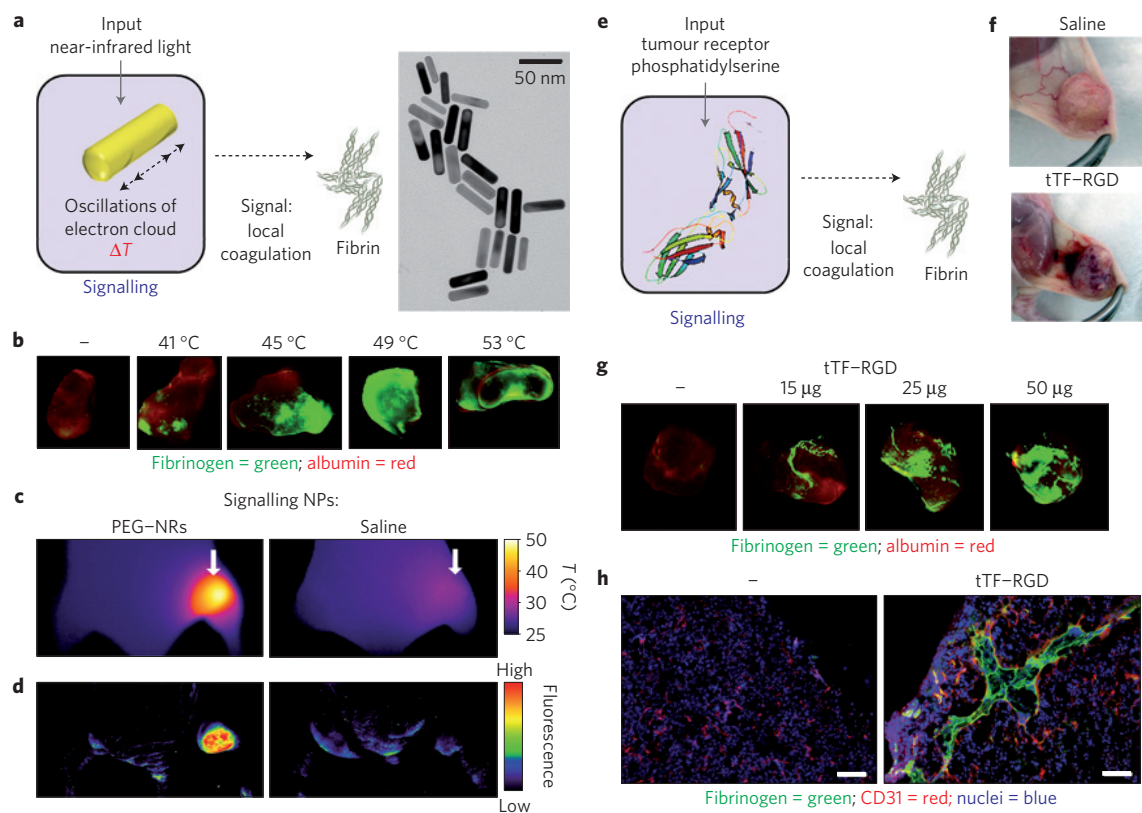 a
Input
near-infrared light
Oscillations of
electron cloud
ΔT
Signalling
Signal:
local
coagulation
Fibrin
50 nm
b
–
41 °C
45 °C
49 °C
53 °C
Fibrinogen = green; albumin = red
c
Signalling NPs:
PEG–NRs
Saline
50
40
30
25
T (°C)
d
High
Fluorescence
Low
e
Input
tumour receptor
phosphatidylserine
Signalling
Signal:
local
coagulation
Fibrin
f
Saline
tTF–RGD
g
tTF–RGD
–
15 µg
25 µg
50 µg
Fibrinogen = green; albumin = red
h
–
tTF–RGD
Fibrinogen = green; CD31 = red; nuclei = blue